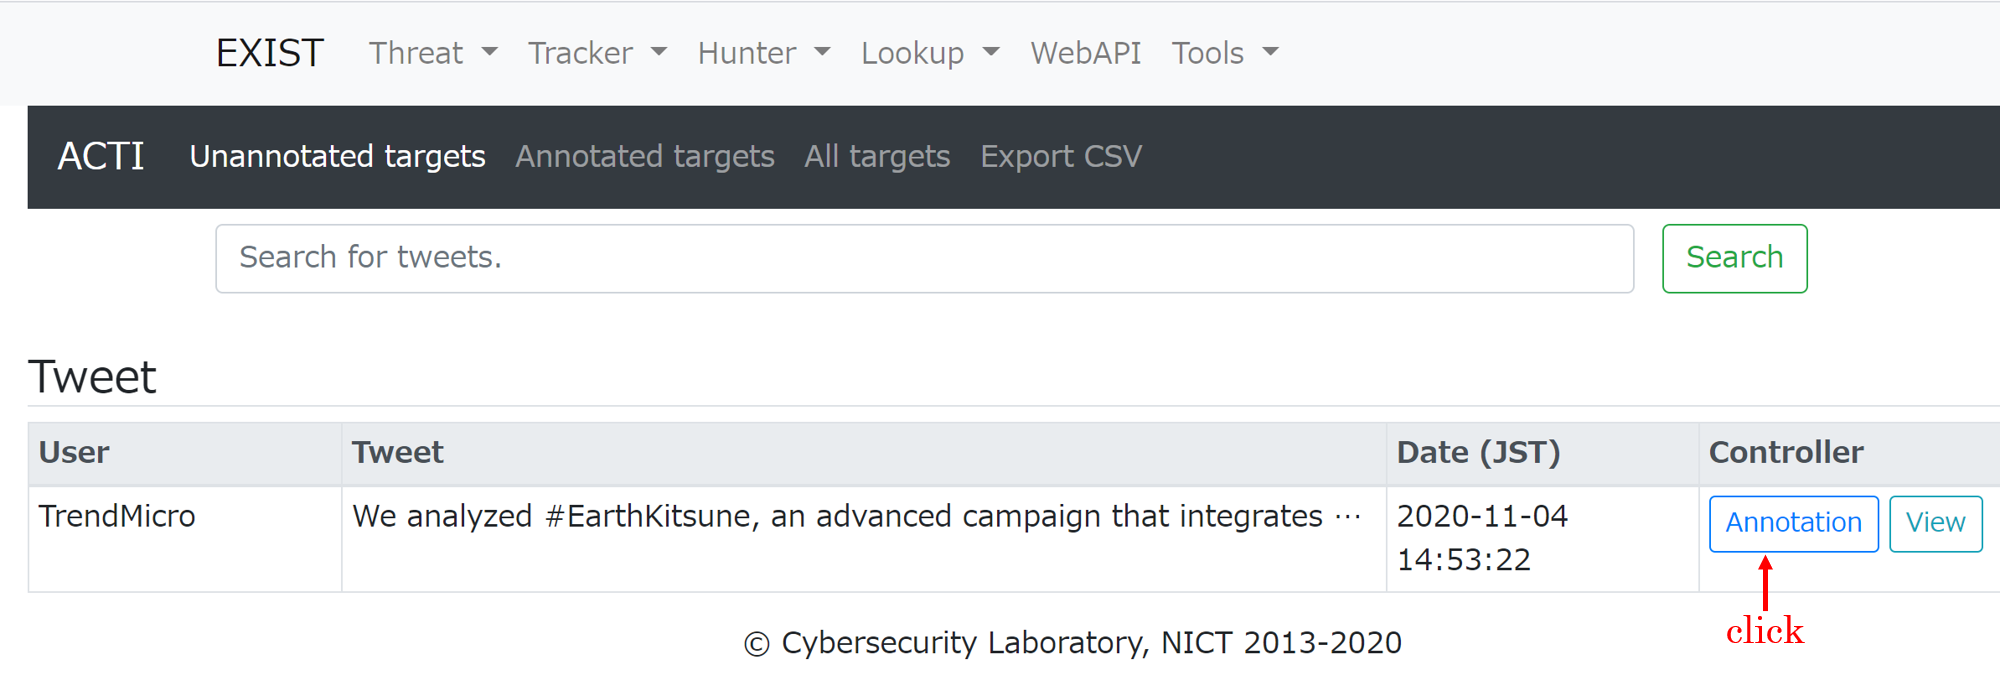 EXIST Threat Tracker Hunter Lookup WebAPI Tools
ACTI Unannotated targets Annotated targets All targets Export CSV
Search for tweets. Search
Tweet
User Tweet Date (JST) Controller
TrendMicro We analyzed #EarthKitsune, an advanced campaign that integrates … 2020-11-04 Annotation View
14:53:22
click
© Cybersecurity Laboratory, NICT 2013-2020